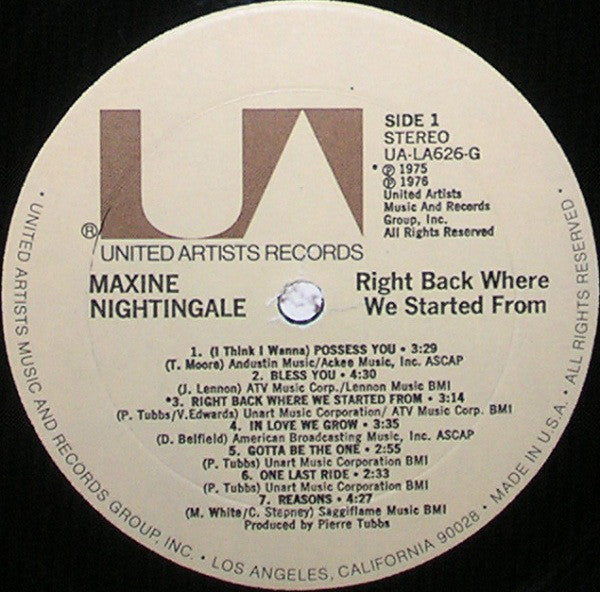 UA
®
UNITED ARTISTS RECORDS
SIDE 1
STEREO
UA-LA626-G
* ℗ 1975
℗ 1976
United Artists
Music And Records
Group, Inc.
All Rights Reserved
MAXINE
NIGHTINGALE
Right Back Where
We Started From
1. (I Think I Wanna) POSSESS YOU • 3:29
(T. Moora) Andustin Music/Ackee Music, Inc. ASCAP
2. BLESS YOU • 4:30
(J. Lennon) ATV Music Corp./Lennon Music BMI
*3. RIGHT BACK WHERE WE STARTED FROM • 3:14
(P. Tubbs/V.Edwards) Unart Music Corporation/ ATV Music Corp. BMI
4. IN LOVE WE GROW • 3:35
(D. Belfield) American Broadcasting Music, Inc. ASCAP
5. GOTTA BE THE ONE • 2:55
(P. Tubbs) Unart Music Corporation BMI
6. ONE LAST RIDE • 2:33
(P. Tubbs) Unart Music Corporation BMI
7. REASONS • 4:27
(M. White/C. Stepney) Saggiflame Music BMI
Produced by Pierre Tubbs
• UNITED ARTISTS MUSIC AND RECORDS GROUP, INC. • LOS ANGELES, CALIFORNIA 90028 • MADE IN U.S.A. • ALL RIGHTS RESERVED •